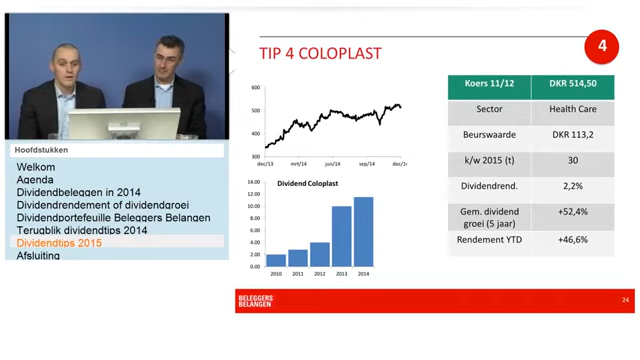 TIP 4 COLOPLAST
4
600
500
400
300
dec/13
mrt/14
jun/14
sep/14
Dividend Coloplast
14.00
12.00
10.00
8.00
6.00
4.00
2.00
0.00
2010
2011
2012
2013
2014
Koers 11/12 DKR 514,50
Sector Health Care
Beurswaarde DKR 113,2
k/w 2015 (t) 30
Dividendrend. 2,2%
Gem. dividend
groei (5 jaar) +52,4%
Rendement YTD +46,6%
Hoofdstukken
Welkom
Agenda
Dividendbeleggen in 2014
Dividendrendement of dividendgroei
Dividendportefeuille Beleggers Belangen
Terugblik dividendtips 2014
Dividendtips 2015
Afsluiting
BELEGGERS
BELANGEN
24